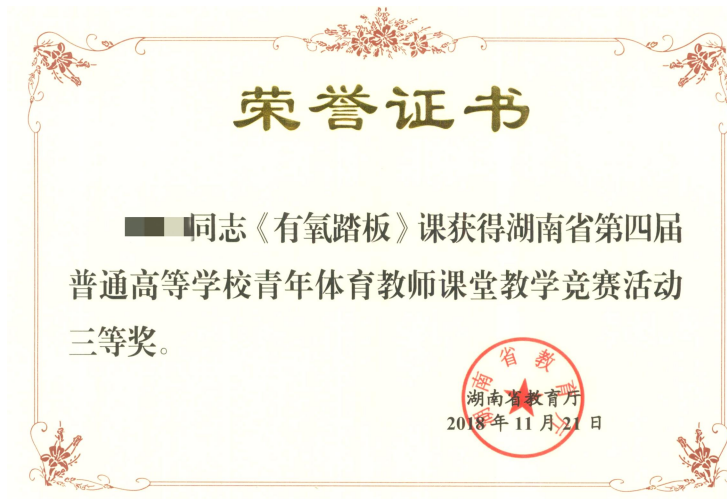 荣誉证书
同志《有氧踏板》课获得湖南省第四届
普通高等学校青年体育教师课堂教学竞赛活动
三等奖。
湖南省教育厅
湖南省教育厅
2018年11月21日